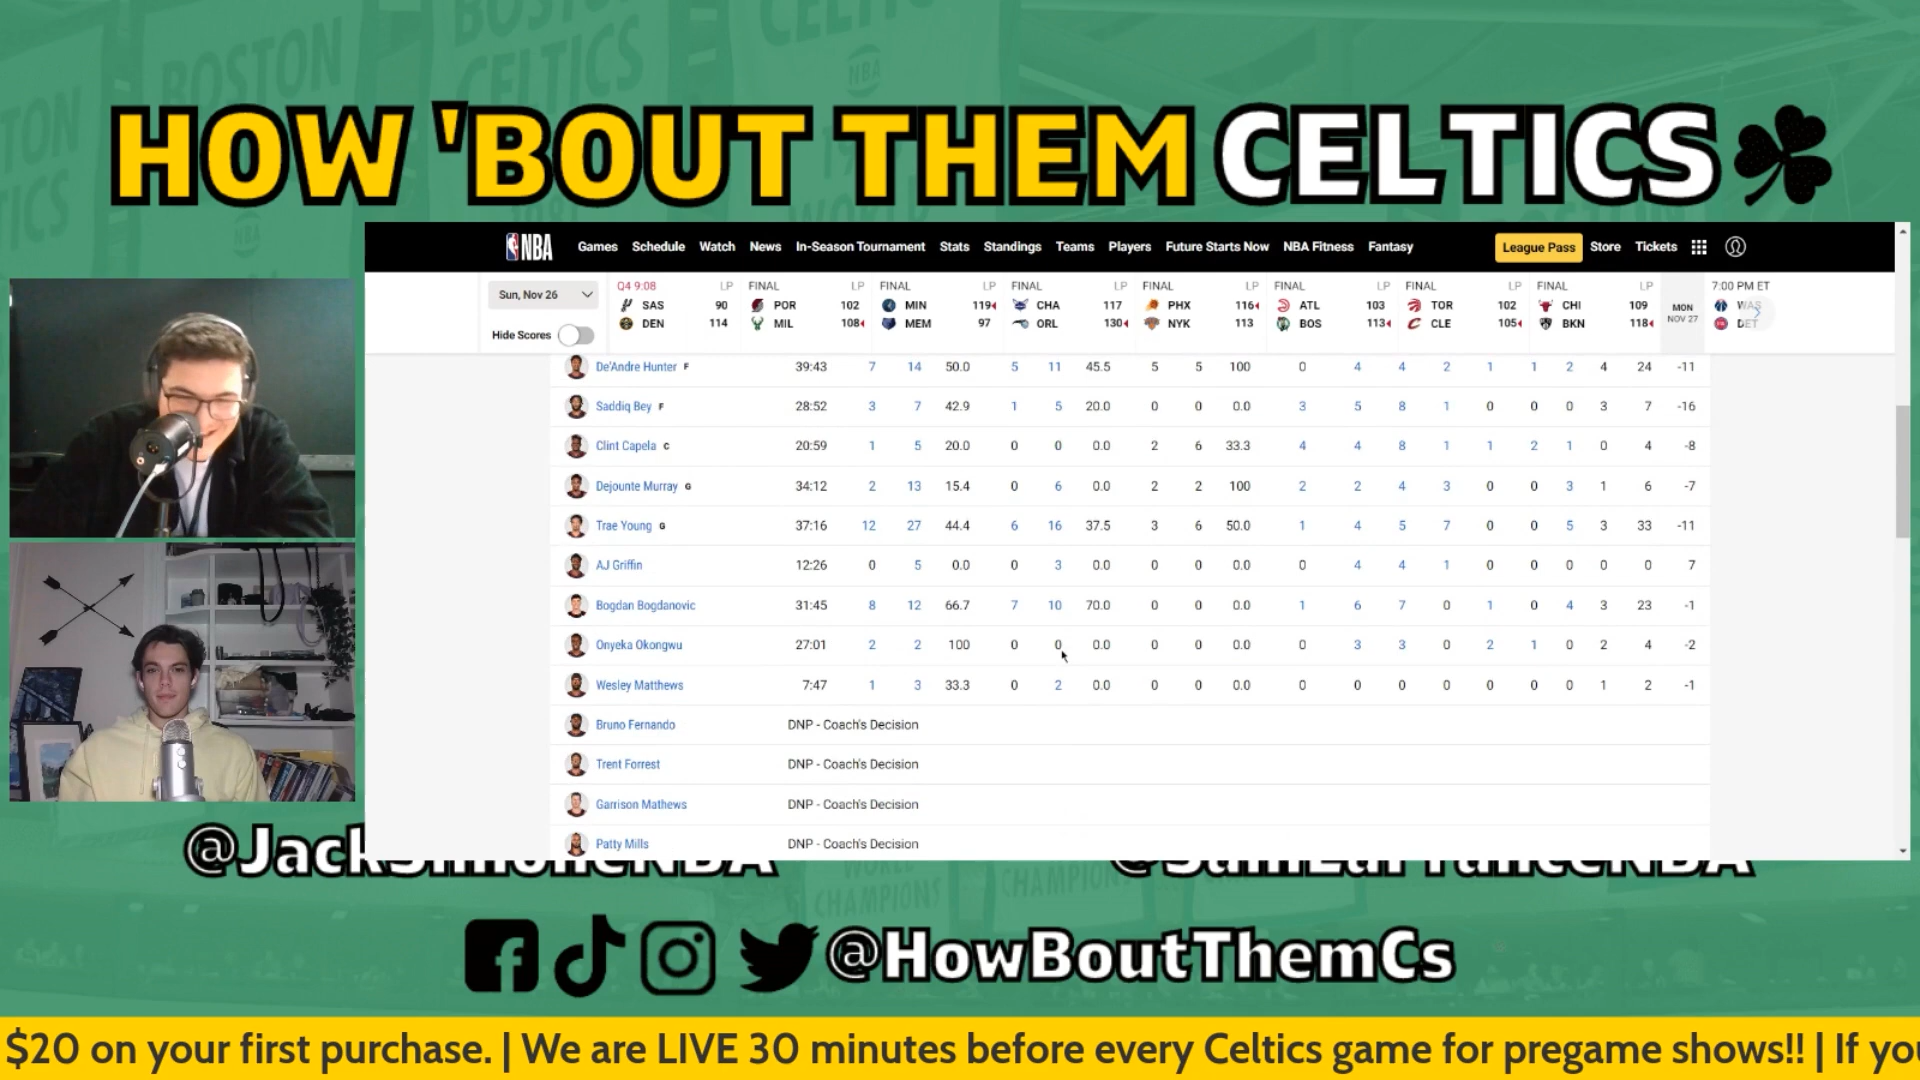 HOW 'BOUT THEM CELTICS
NBA Games Schedule Watch News In-Season Tournament Stats Standings Teams Players Future Starts Now NBA Fitness Fantasy League Pass Store Tickets
Sun, Nov 26
Hide Scores
Q4 9:08 LP
SAS 90
DEN 114
FINAL LP
POR 102
MIL 108
FINAL LP
MIN 119
MEM 97
FINAL LP
CHA 117
ORL 130
FINAL LP
PHX 116
NYK 113
FINAL LP
ATL 103
BOS 113
FINAL LP
TOR 102
CLE 105
FINAL LP
CHI 109
BKN 118
MON
NOV 27
7:00 PM ET
WAS
DET
De'Andre Hunter F 39:43 7 14 50.0 5 11 45.5 5 5 100 0 4 4 2 1 1 2 4 24 -11
Saddiq Bey F 28:52 3 7 42.9 1 5 20.0 0 0 0.0 3 5 8 1 0 0 0 3 7 -16
Clint Capela C 20:59 1 5 20.0 0 0 0.0 2 6 33.3 4 4 8 1 1 2 1 0 4 -8
Dejounte Murray G 34:12 2 13 15.4 0 6 0.0 2 2 100 2 2 4 3 0 0 3 1 6 -7
Trae Young G 37:16 12 27 44.4 6 16 37.5 3 6 50.0 1 4 5 7 0 0 5 3 33 -11
AJ Griffin 12:26 0 5 0.0 0 3 0.0 0 0 0.0 0 4 4 1 0 0 0 0 0 7
Bogdan Bogdanovic 31:45 8 12 66.7 7 10 70.0 0 0 0.0 1 6 7 0 1 0 4 3 23 -1
Onyeka Okongwu 27:01 2 2 100 0 0 0.0 0 0 0.0 0 3 3 0 2 1 0 2 4 -2
Wesley Matthews 7:47 1 3 33.3 0 2 0.0 0 0 0.0 0 0 0 0 0 0 0 1 2 -1
Bruno Fernando DNP - Coach's Decision
Trent Forrest DNP - Coach's Decision
Garrison Mathews DNP - Coach's Decision
Patty Mills DNP - Coach's Decision
@JackSimoneNBA @SamLaFranceNBA
@HowBoutThemCs
$20 on your first purchase. | We are LIVE 30 minutes before every Celtics game for pregame shows!! | If you